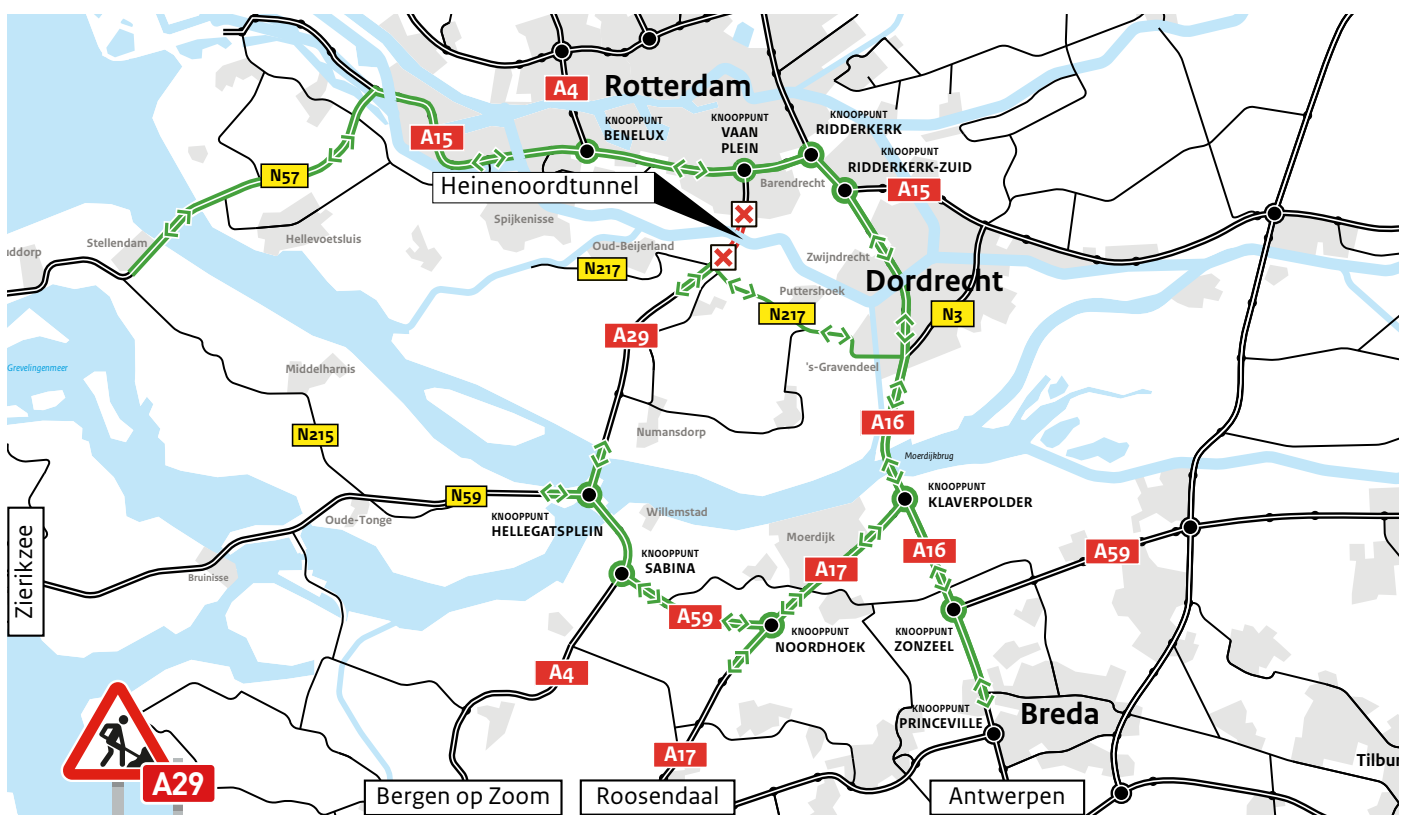 Rotterdam
A4
KNOOPPUNT
BENELUX
KNOOPPUNT
VAAN
PLEIN
KNOOPPUNT
RIDDERKERK
KNOOPPUNT
RIDDERKERK-ZUID
A15
A15
N57
Heinenoordtunnel
Barendrecht
Spijkenisse
Hellevoetsluis
Stellendam
uddorp
Oud-Beijerland
N217
Zwijndrecht
Dordrecht
Puttershoek
N217
N3
A29
's-Gravendeel
Grevelingenmeer
Middelharnis
N215
Numansdorp
A16
Moerdijkbrug
KNOOPPUNT
KLAVERPOLDER
N59
KNOOPPUNT
HELLEGATSPLEIN
Willemstad
Oude-Tonge
Moerdijk
A16
A59
KNOOPPUNT
SABINA
A17
Bruinisse
Zierikzee
A59
KNOOPPUNT
NOORDHOEK
KNOOPPUNT
ZONZEEL
A4
KNOOPPUNT
PRINCEVILLE
Breda
A17
Tilbur
A29
Bergen op Zoom
Roosendaal
Antwerpen